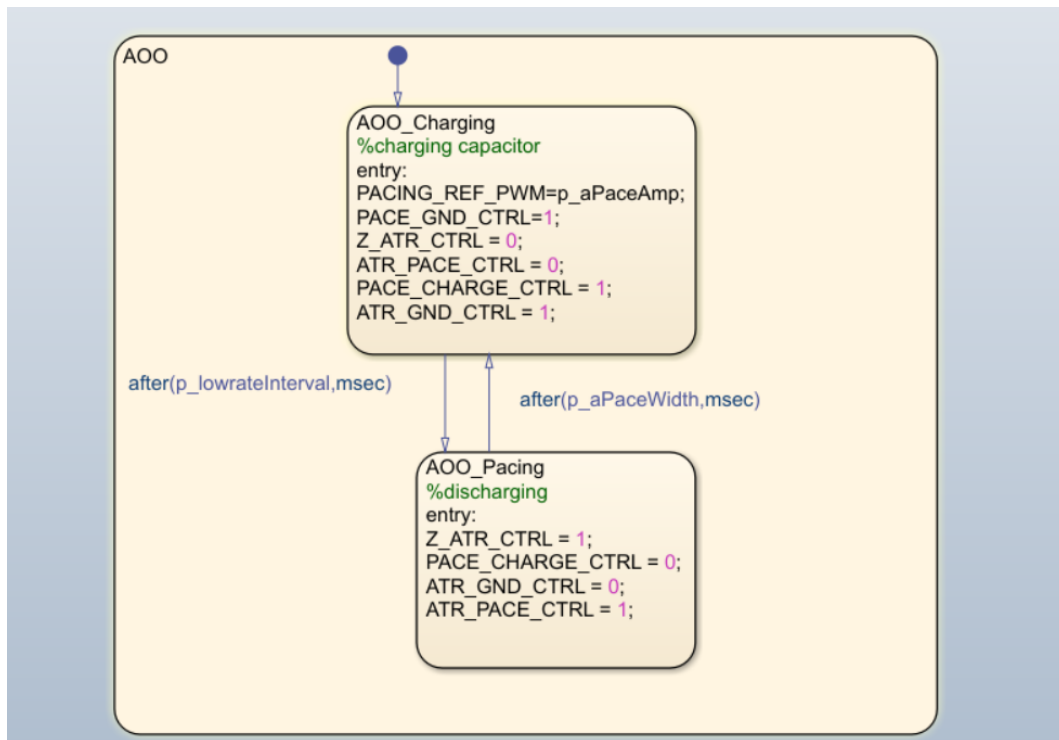 AOO
AOO_Charging
%charging capacitor
entry:
PACING_REF_PWM=p_aPaceAmp;
PACE_GND_CTRL=1;
Z_ATR_CTRL = 0;
ATR_PACE_CTRL = 0;
PACE_CHARGE_CTRL = 1;
ATR_GND_CTRL = 1;
after(p_lowrateInterval,msec)
after(p_aPaceWidth,msec)
AOO_Pacing
%discharging
entry:
Z_ATR_CTRL = 1;
PACE_CHARGE_CTRL = 0;
ATR_GND_CTRL = 0;
ATR_PACE_CTRL = 1;